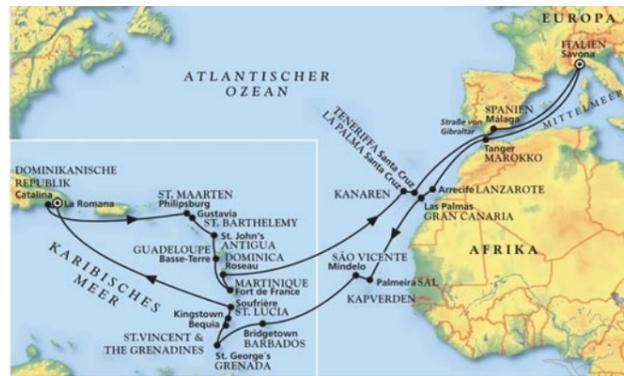 EUROPA
ITALIEN
Savona
ATLANTISCHER
OZEAN
SPANIEN
Málaga
Straße von
Gibraltar
MITTELMEER
Tanger
MAROKKO
TENERIFFA Santa Cruz
LA PALMA Santa Cruz
KANAREN
Arrecife LANZAROTE
Las Palmas
GRAN CANARIA
DOMINIKANISCHE
REPUBLIK
Catalina
La Romana
ST. MAARTEN
Philipsburg
Gustavia
ST. BARTHELEMY
St. John's
ANTIGUA
GUADELOUPE
Basse-Terre
DOMINICA
Roseau
MARTINIQUE
Fort de France
KARIBISCHES
MEER
Soufrière
ST. LUCIA
Kingstown
Bequia
ST.VINCENT &
THE GRENADINES
St. George´s
GRENADA
Bridgetown
BARBADOS
SÃO VICENTE
Mindelo
Palmeira SAL
KAPVERDEN
AFRIKA